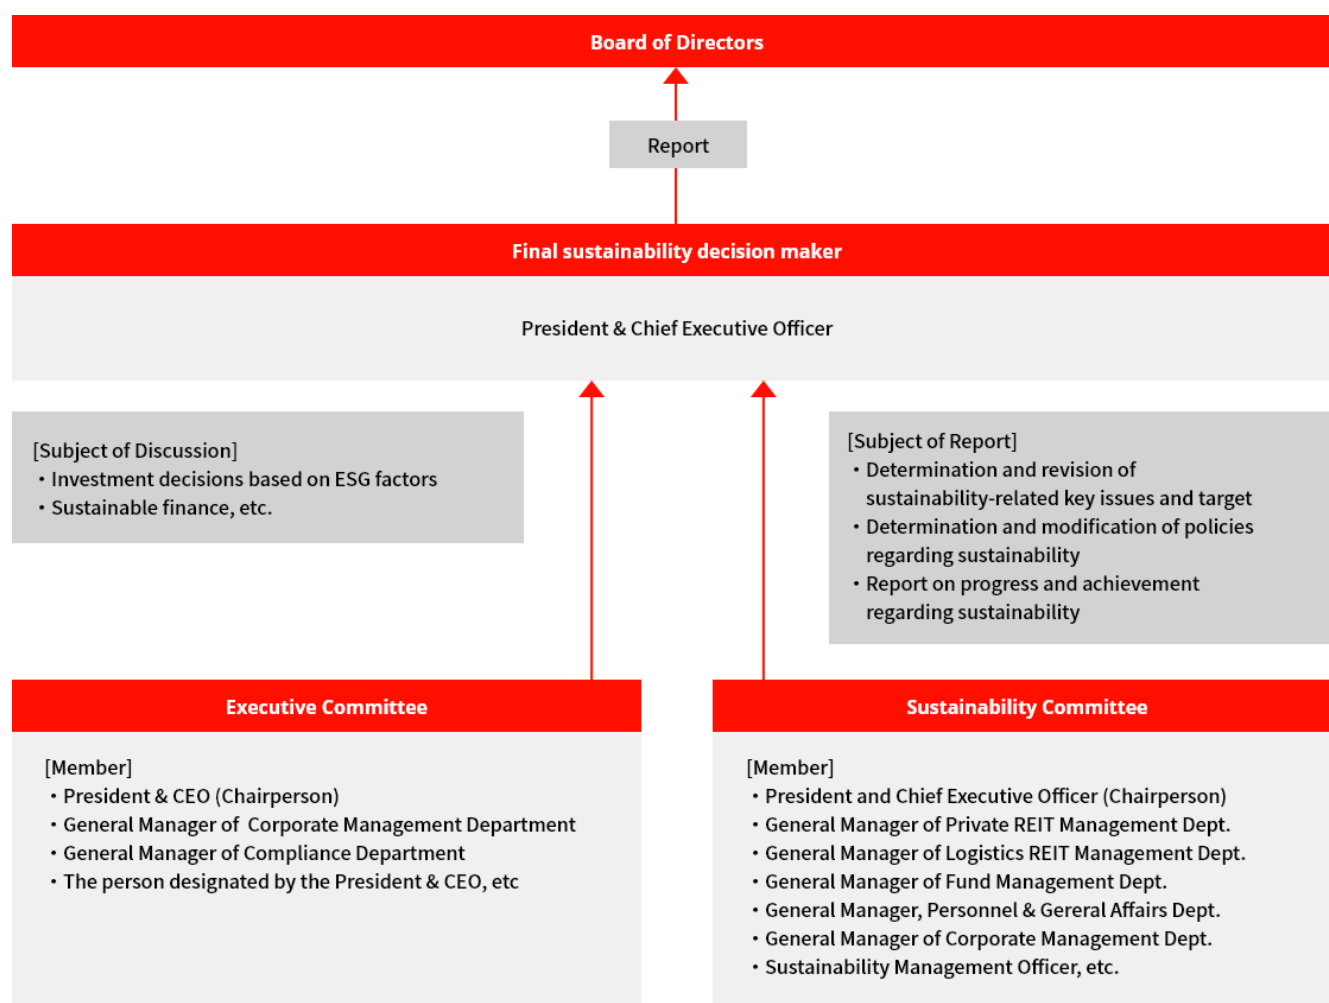 Board of Directors
Report
Final sustainability decision maker
President & Chief Executive Officer
[Subject of Discussion]
・Investment decisions based on ESG factors
・Sustainable finance, etc.
[Subject of Report]
・Determination and revision of
sustainability-related key issues and target
・Determination and modification of policies
regarding sustainability
・Report on progress and achievement
regarding sustainability
Executive Committee
[Member]
・President & CEO (Chairperson)
・General Manager of Corporate Management Department
・General Manager of Compliance Department
・The person designated by the President & CEO, etc
Sustainability Committee
[Member]
・President and Chief Executive Officer (Chairperson)
・General Manager of Private REIT Management Dept.
・General Manager of Logistics REIT Management Dept.
・General Manager of Fund Management Dept.
・General Manager, Personnel & Gereral Affairs Dept.
・General Manager of Corporate Management Dept.
・Sustainability Management Officer, etc.